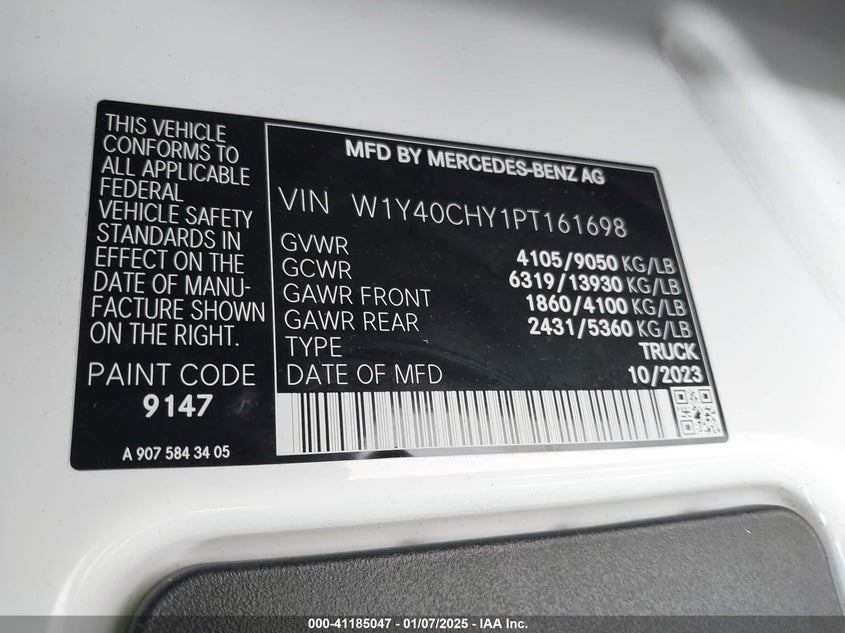 THIS VEHICLE
CONFORMS TO
ALL APPLICABLE
FEDERAL
VEHICLE SAFETY
STANDARDS IN
EFFECT ON THE
DATE OF MANU-
FACTURE SHOWN
ON THE RIGHT.
PAINT CODE
9147
A 907 584 34 05
MFD BY MERCEDES-BENZ AG
VIN W1Y40CHY1PT161698
GVWR 4105/9050 KG/LB
GCWR 6319/13930 KG/LB
GAWR FRONT 1860/4100 KG/LB
GAWR REAR 2431/5360 KG/LB
TYPE TRUCK
DATE OF MFD 10/2023
000-41185047 - 01/07/2025 - IAA Inc.